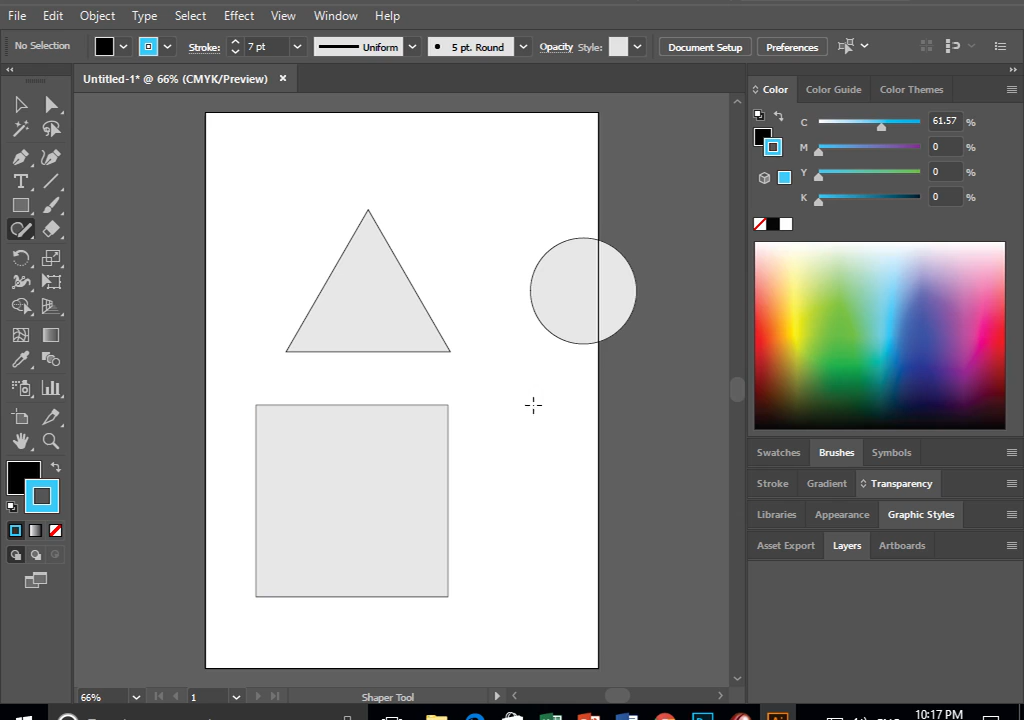 File Edit Object Type Select Effect View Window Help
No Selection Stroke: 7 pt Uniform 5 pt. Round Opacity Style: Document Setup Preferences
Untitled-1* @ 66% (CMYK/Preview)
Color Color Guide Color Themes
C 61.57 %
M 0 %
Y 0 %
K 0 %
Swatches Brushes Symbols
Stroke Gradient Transparency
Libraries Appearance Graphic Styles
Asset Export Layers Artboards
66% 1 Shaper Tool
10:17 PM